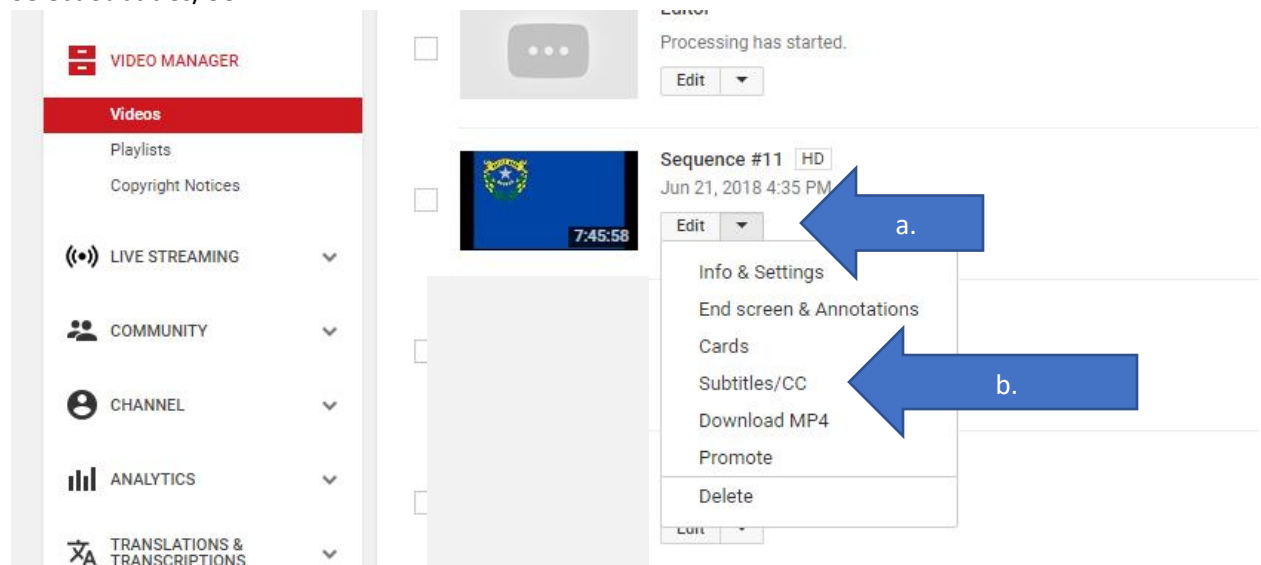 VIDEO MANAGER
Videos
Playlists
Copyright Notices
LIVE STREAMING
COMMUNITY
CHANNEL
ANALYTICS
TRANSLATIONS &
TRANSCRIPTIONS
Editor
Processing has started.
Edit
7:45:58
Sequence #11 HD
Jun 21, 2018 4:35 PM
Edit
a.
Info & Settings
End screen & Annotations
Cards
Subtitles/CC
b.
Download MP4
Promote
Delete
Edit